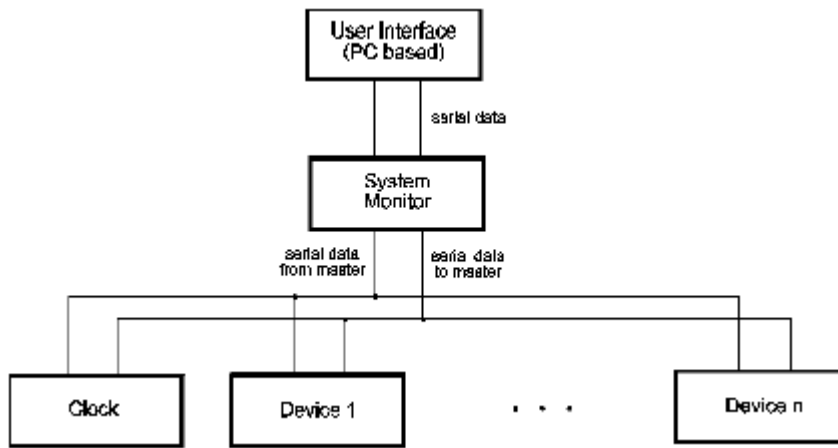 User Interface
(PC based)
serial data
System
Monitor
serial data
from master
serial data
to master
Clock
Device 1
. . .
Device n